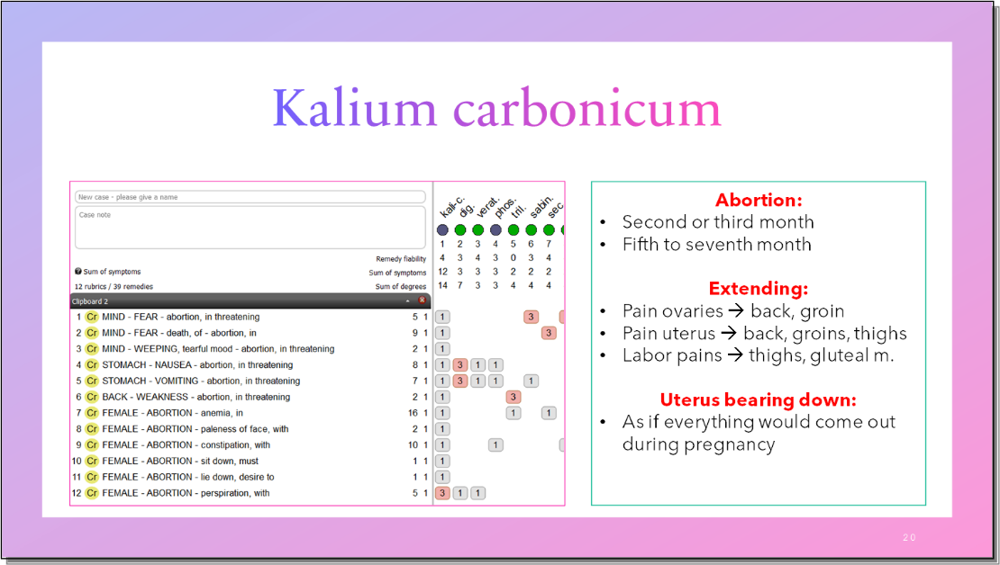 Kalium carbonicum
New case - please give a name
Case note
kali-c. dig. verat. phos. tril. sabin. sec
1 2 3 4 5 6 7
Remedy fiability 4 3 4 3 0 3 4
Sum of symptoms Sum of symptoms 12 3 3 3 2 2 2
12 rubrics / 39 remedies Sum of degrees 14 7 3 3 4 4 4
Clipboard 2
1 Cr MIND - FEAR - abortion, in threatening 5 1 1 3
2 Cr MIND - FEAR - death, of - abortion, in 9 1 1 3
3 Cr MIND - WEEPING, tearful mood - abortion, in threatening 2 1 1
4 Cr STOMACH - NAUSEA - abortion, in threatening 8 1 1 3 1 1
5 Cr STOMACH - VOMITING - abortion, in threatening 7 1 1 3 1 1 1
6 Cr BACK - WEAKNESS - abortion, in threatening 2 1 1 3
7 Cr FEMALE - ABORTION - anemia, in 16 1 1 1 1
8 Cr FEMALE - ABORTION - paleness of face, with 2 1 1
9 Cr FEMALE - ABORTION - constipation, with 10 1 1 1
10 Cr FEMALE - ABORTION - sit down, must 1 1 1
11 Cr FEMALE - ABORTION - lie down, desire to 1 1 1
12 Cr FEMALE - ABORTION - perspiration, with 5 1 3 1 1
Abortion:
• Second or third month
• Fifth to seventh month
Extending:
• Pain ovaries → back, groin
• Pain uterus → back, groins, thighs
• Labor pains → thighs, gluteal m.
Uterus bearing down:
• As if everything would come out
during pregnancy
20